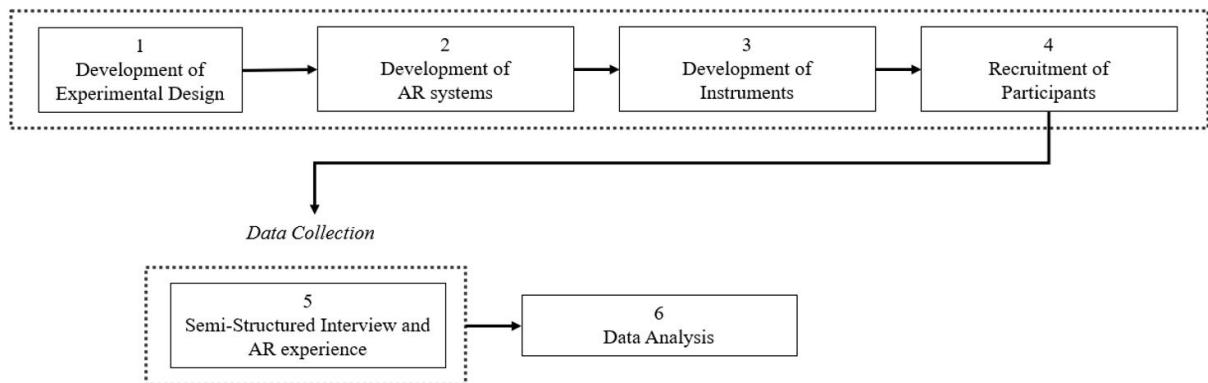 1
Development of
Experimental Design
2
Development of
AR systems
3
Development of
Instruments
4
Recruitment of
Participants
Data Collection
5
Semi-Structured Interview and
AR experience
6
Data Analysis